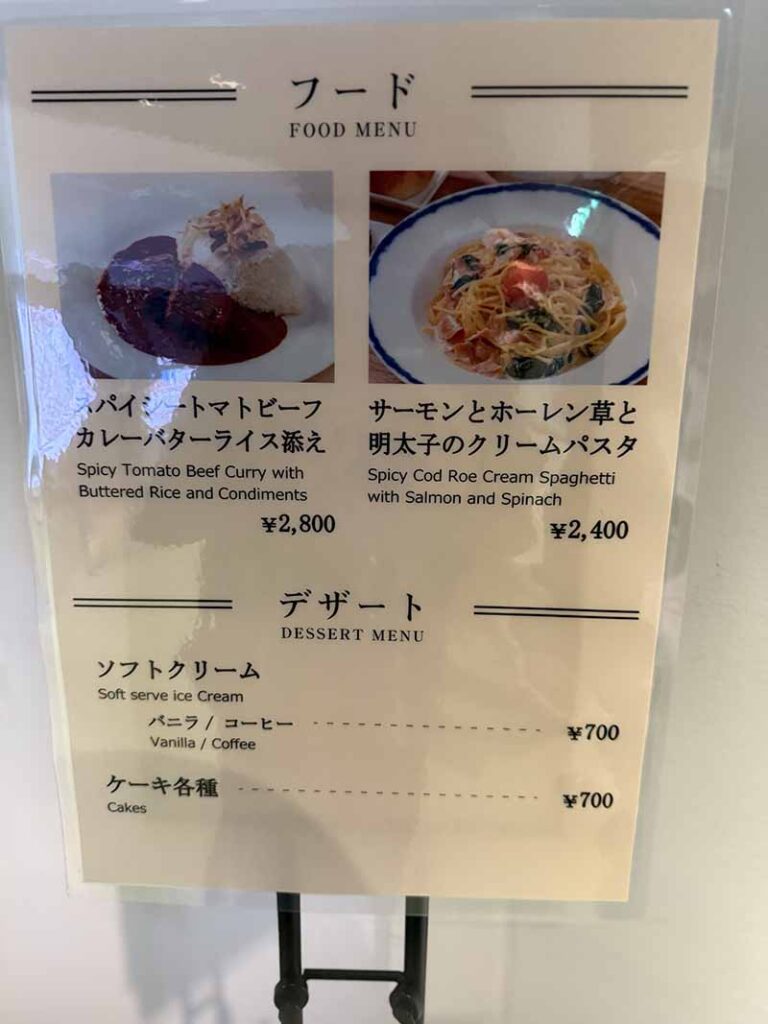 フード
FOOD MENU
スパイシートマトビーフ
カレーバターライス添え
Spicy Tomato Beef Curry with
Buttered Rice and Condiments
¥2,800
サーモンとホーレン草と
明太子のクリームパスタ
Spicy Cod Roe Cream Spaghetti
with Salmon and Spinach
¥2,400
デザート
DESSERT MENU
ソフトクリーム
Soft serve ice Cream
バニラ / コーヒー ¥700
Vanilla / Coffee
ケーキ各種 ¥700
Cakes